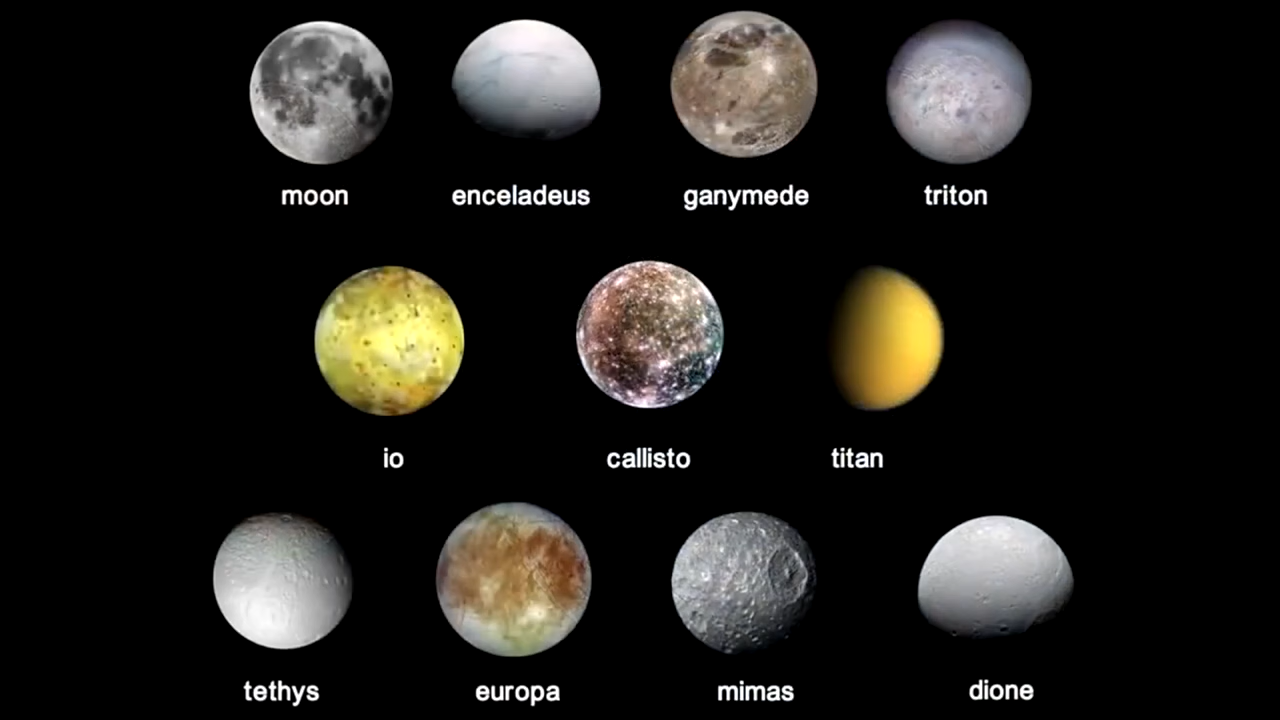 moon enceladeus ganymede triton
io callisto titan
tethys europa mimas dione